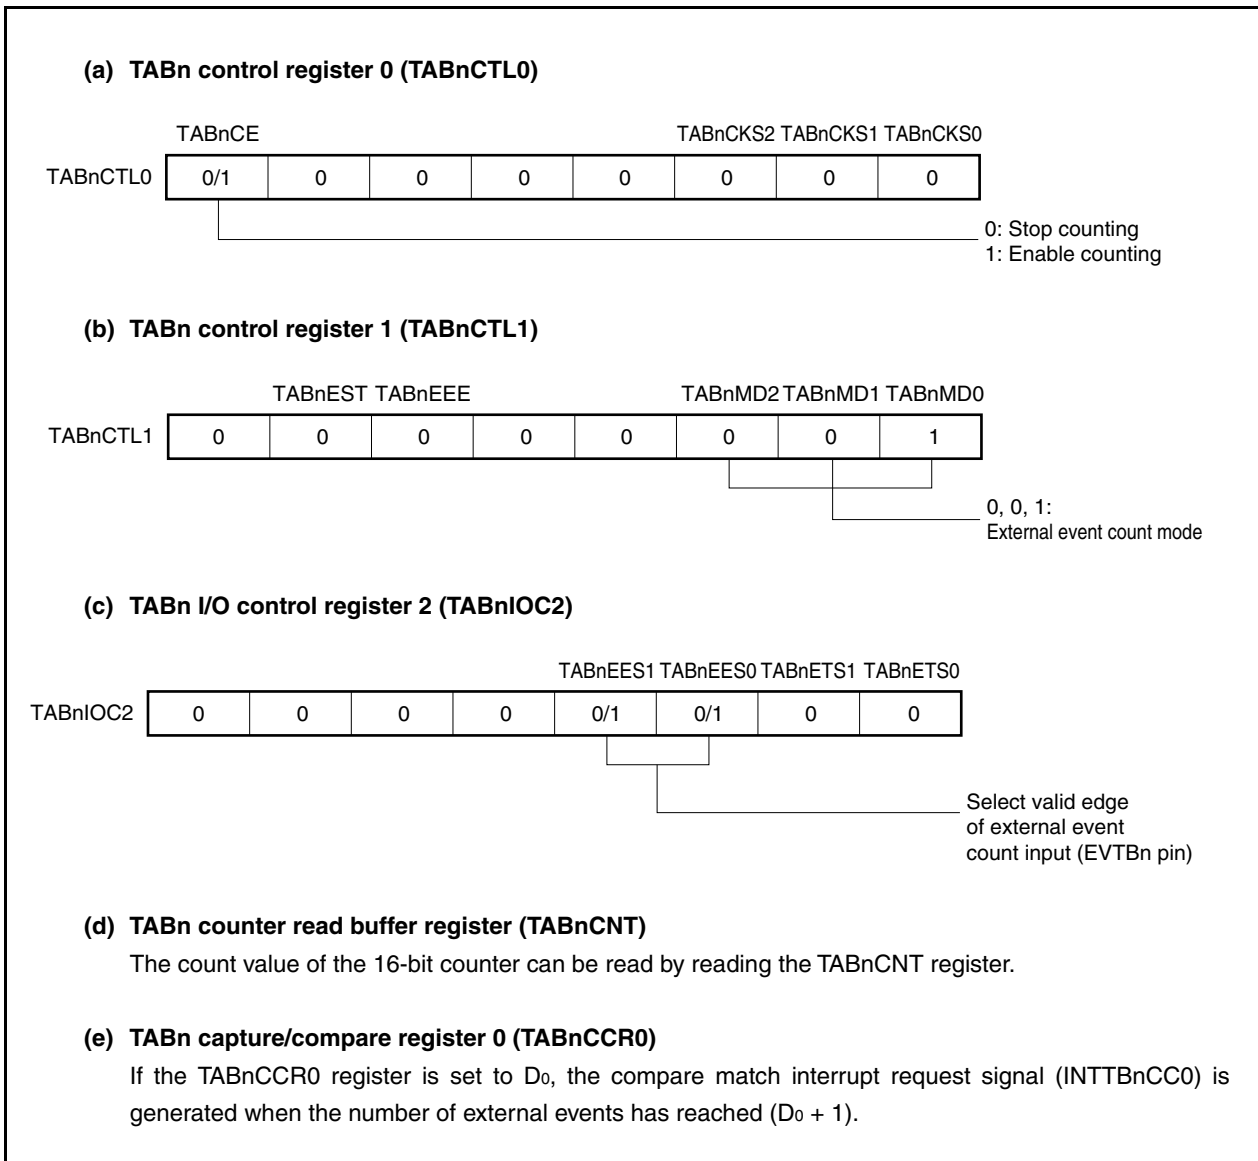 (a) TABn control register 0 (TABnCTL0)
TABnCE TABnCKS2 TABnCKS1 TABnCKS0
TABnCTL0 0/1 0 0 0 0 0 0 0
0: Stop counting
1: Enable counting
(b) TABn control register 1 (TABnCTL1)
TABnEST TABnEEE TABnMD2 TABnMD1 TABnMD0
TABnCTL1 0 0 0 0 0 0 0 1
0, 0, 1:
External event count mode
(c) TABn I/O control register 2 (TABnIOC2)
TABnEES1 TABnEES0 TABnETS1 TABnETS0
TABnIOC2 0 0 0 0 0/1 0/1 0 0
Select valid edge
of external event
count input (EVTBn pin)
(d) TABn counter read buffer register (TABnCNT)
The count value of the 16-bit counter can be read by reading the TABnCNT register.
(e) TABn capture/compare register 0 (TABnCCR0)
If the TABnCCR0 register is set to D0, the compare match interrupt request signal (INTTBnCC0) is
generated when the number of external events has reached (D0 + 1).